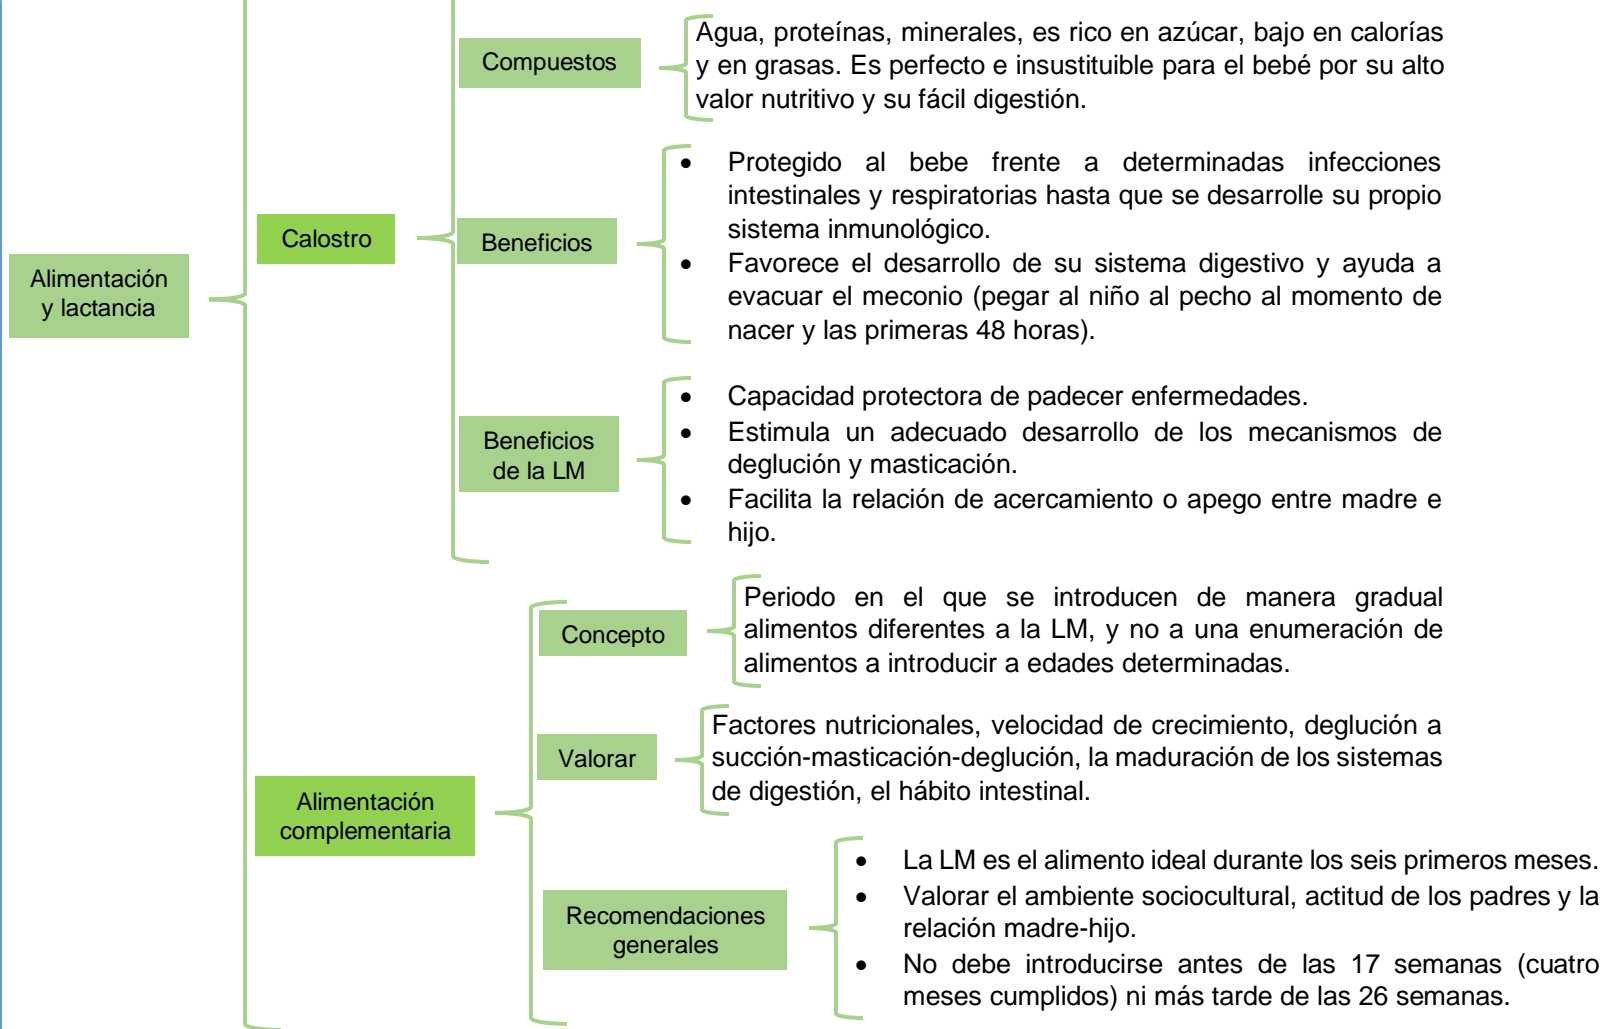 Alimentación
y lactancia
Calostro
Compuestos
Agua, proteínas, minerales, es rico en azúcar, bajo en calorías
y en grasas. Es perfecto e insustituible para el bebé por su alto
valor nutritivo y su fácil digestión.
Beneficios
• Protegido al bebe frente a determinadas infecciones
intestinales y respiratorias hasta que se desarrolle su propio
sistema inmunológico.
• Favorece el desarrollo de su sistema digestivo y ayuda a
evacuar el meconio (pegar al niño al pecho al momento de
nacer y las primeras 48 horas).
Beneficios
de la LM
• Capacidad protectora de padecer enfermedades.
• Estimula un adecuado desarrollo de los mecanismos de
deglución y masticación.
• Facilita la relación de acercamiento o apego entre madre e
hijo.
Alimentación
complementaria
Concepto
Periodo en el que se introducen de manera gradual
alimentos diferentes a la LM, y no a una enumeración de
alimentos a introducir a edades determinadas.
Valorar
Factores nutricionales, velocidad de crecimiento, deglución a
succión-masticación-deglución, la maduración de los sistemas
de digestión, el hábito intestinal.
Recomendaciones
generales
• La LM es el alimento ideal durante los seis primeros meses.
• Valorar el ambiente sociocultural, actitud de los padres y la
relación madre-hijo.
• No debe introducirse antes de las 17 semanas (cuatro
meses cumplidos) ni más tarde de las 26 semanas.